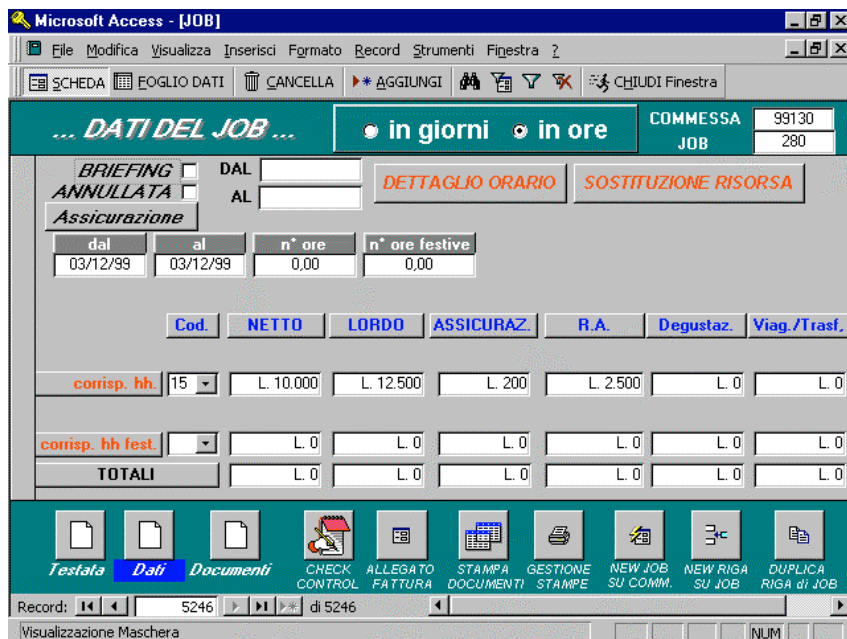 Microsoft Access - [JOB]
File Modifica Visualizza Inserisci Formato Record Strumenti Finestra ?
SCHEDA FOGLIO DATI CANCELLA AGGIUNGI CHIUDI Finestra
... DATI DEL JOB ... in giorni in ore COMMESSA 99130
JOB 280
BRIEFING DAL DETTAGLIO ORARIO SOSTITUZIONE RISORSA
ANNULLATA AL
Assicurazione
dal al n° ore n° ore festive
03/12/99 03/12/99 0,00 0,00
Cod. NETTO LORDO ASSICURAZ. R.A. Degustaz. Viag./Trasf,
corrisp. hh. 15 L. 10.000 L. 12.500 L. 200 L. 2.500 L. 0 L. 0
corrisp. hh fest. L. 0 L. 0 L. 0 L. 0 L. 0 L. 0
TOTALI L. 0 L. 0 L. 0 L. 0 L. 0 L. 0
Testata Dati Documenti CHECK CONTROL ALLEGATO FATTURA STAMPA DOCUMENTI GESTIONE STAMPE NEW JOB SU COMM. NEW RIGA SU JOB DUPLICA RIGA di JOB
Record: 5246 di 5246
Visualizzazione Maschera NUM